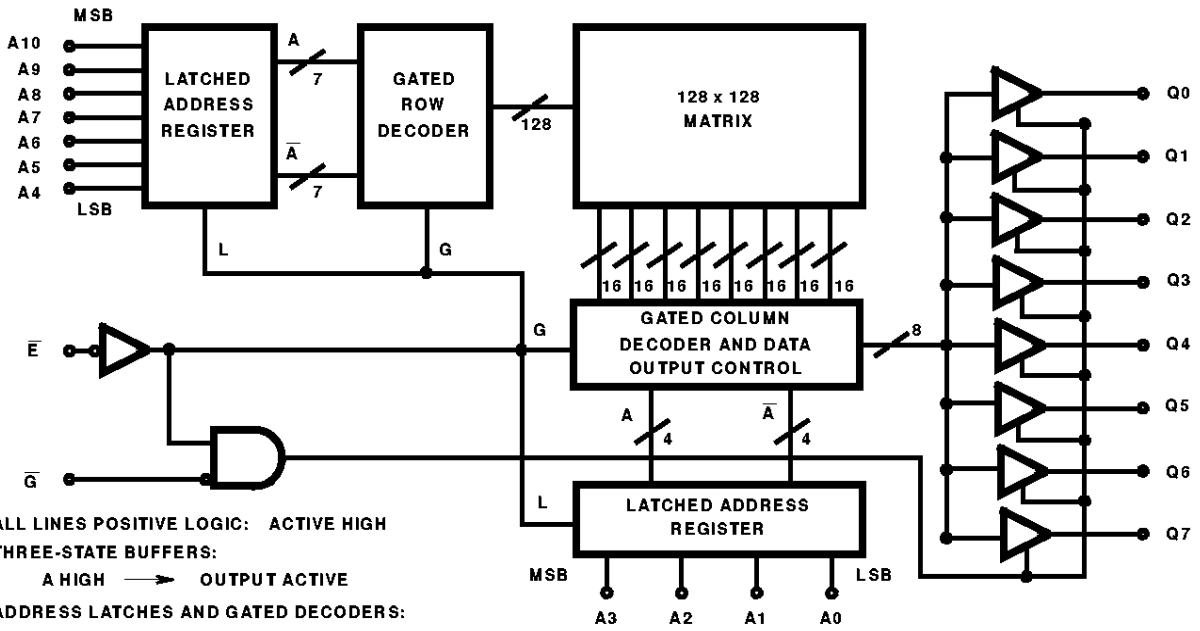 MSB
A10
A9
A8
A7
A6
A5
A4
LSB
LATCHED
ADDRESS
REGISTER
A
7
A̅
7
GATED
ROW
DECODER
128
128 x 128
MATRIX
L
G
16 16 16 16 16 16 16 16
E̅
G
GATED COLUMN
DECODER AND DATA
OUTPUT CONTROL
8
A
4
A̅
4
G̅
L
LATCHED ADDRESS
REGISTER
MSB
LSB
A3 A2 A1 A0
Q0
Q1
Q2
Q3
Q4
Q5
Q6
Q7
ALL LINES POSITIVE LOGIC: ACTIVE HIGH
THREE-STATE BUFFERS:
A HIGH → OUTPUT ACTIVE
ADDRESS LATCHES AND GATED DECODERS: